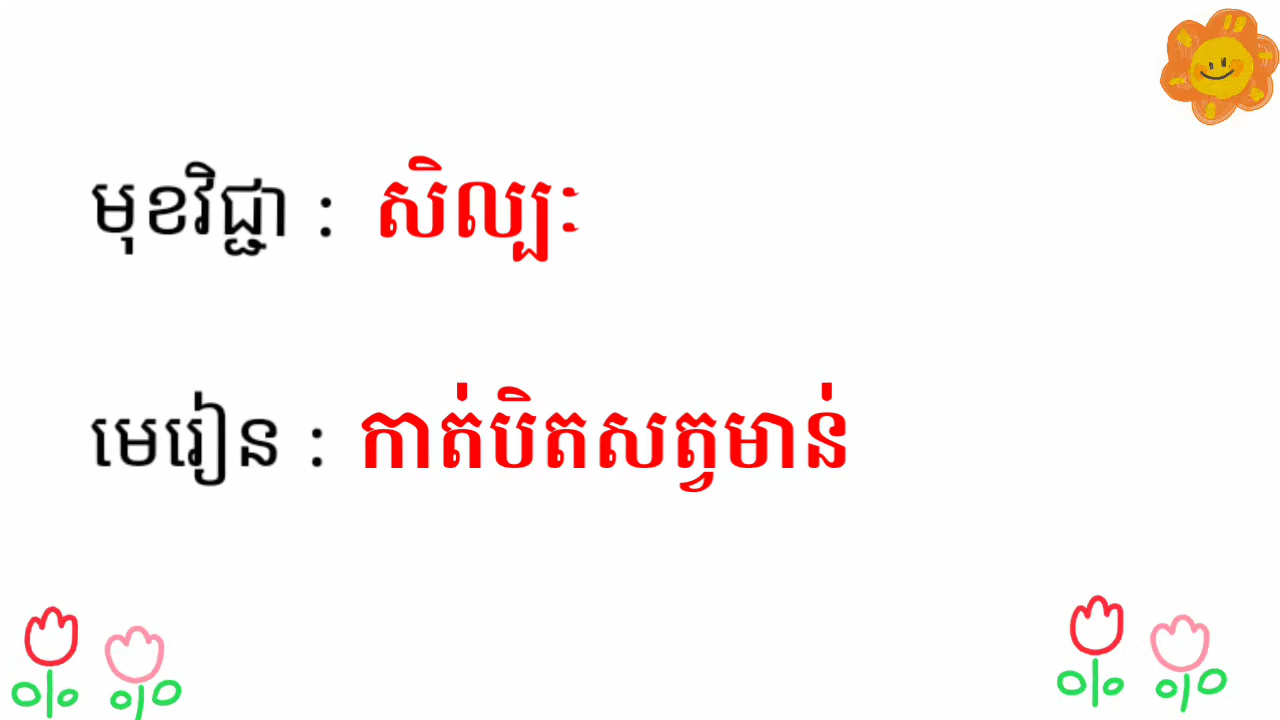 មុខវិជ្ជា : សិល្បៈ
មេរៀន : កាត់បិតសត្វមាន់